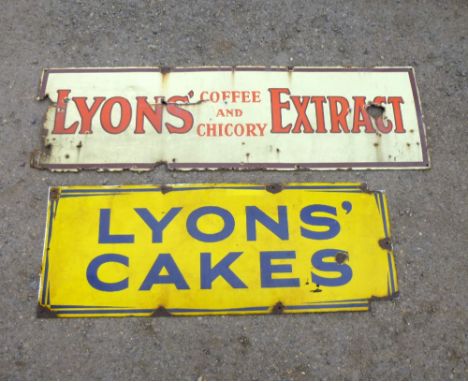 LYONS' COFFEE AND CHICORY EXTRACT
LYONS'
CAKES